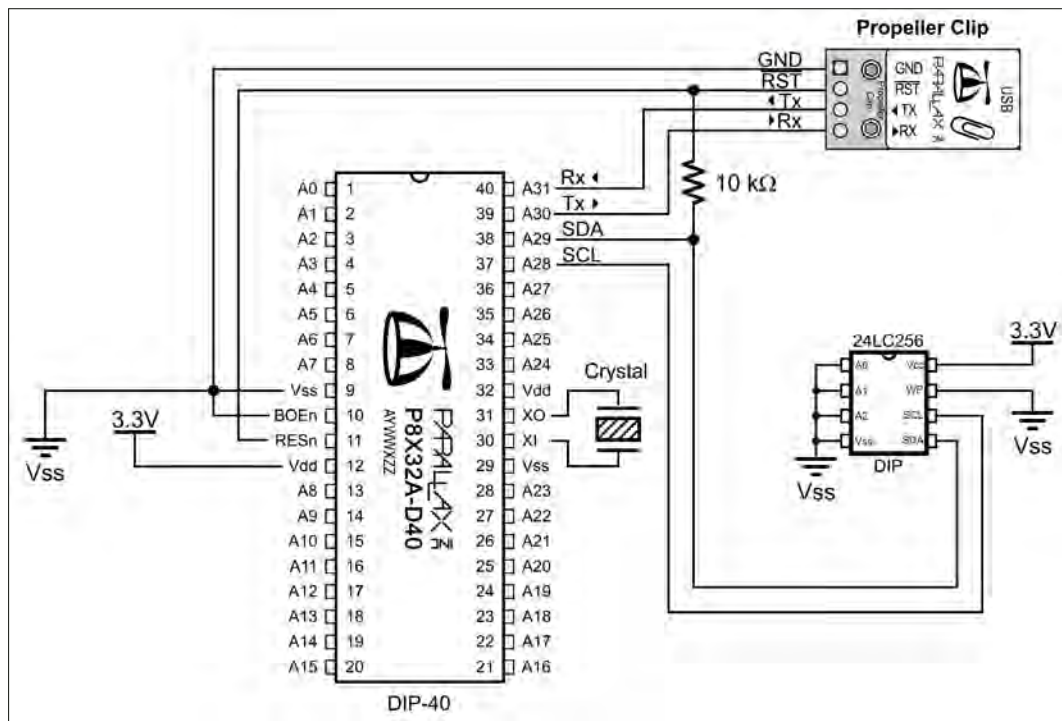 Propeller Clip
GND
RST
◄Tx
►Rx
GND
RST
◄TX
►RX
Propeller
Clip
PARALLAX
USB
10 kΩ
Rx ◄
Tx ►
SDA
SCL
A0 1 40 A31
A1 2 39 A30
A2 3 38 A29
A3 4 37 A28
A4 5 36 A27
A5 6 35 A26
A6 7 34 A25
A7 8 33 A24
Vss 9 32 Vdd
BOEn 10 31 XO
RESn 11 30 XI
Vdd 12 29 Vss
A8 13 28 A23
A9 14 27 A22
A10 15 26 A21
A11 16 25 A20
A12 17 24 A19
A13 18 23 A18
A14 19 22 A17
A15 20 21 A16
PARALLAX
P8X32A-D40
DIP-40
Vss
3.3V
Crystal
24LC256
3.3V
A0 Vcc
A1 WP
A2 SCL
Vss SDA
DIP
Vss
Vss